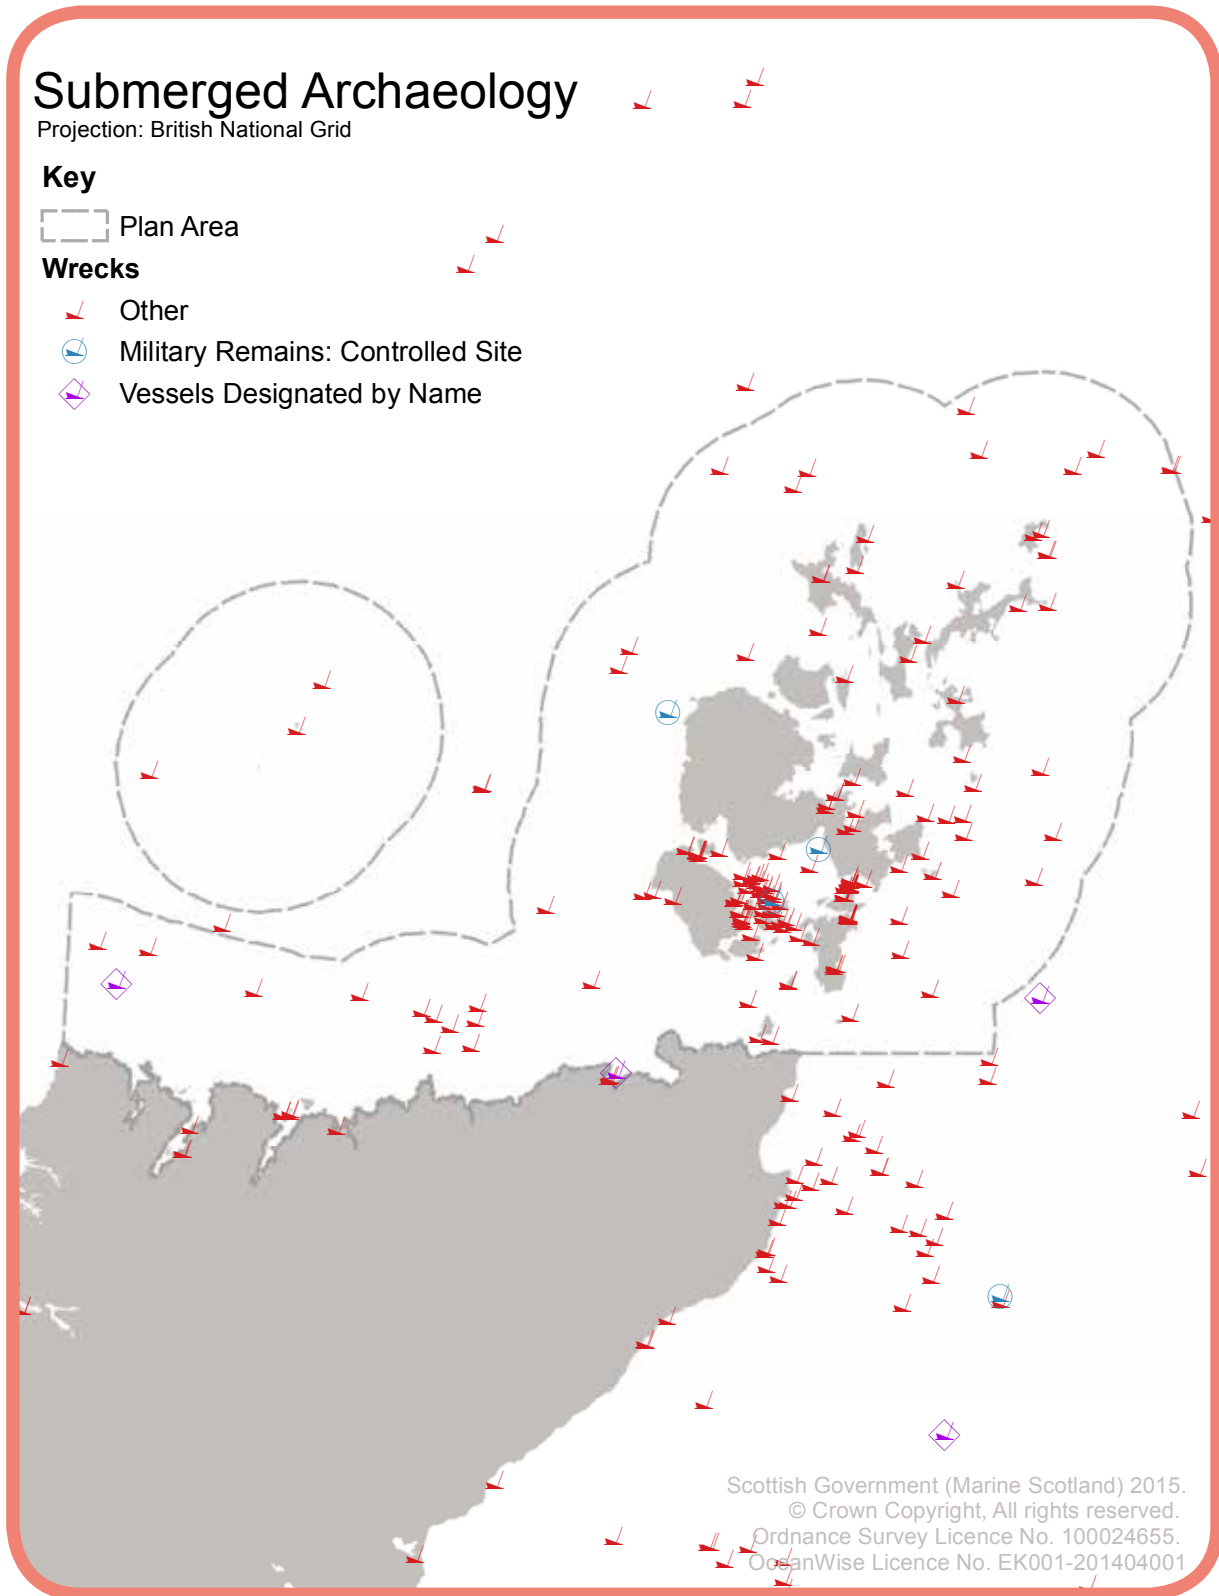 Submerged Archaeology
Projection: British National Grid
Key
Plan Area
Wrecks
Other
Military Remains: Controlled Site
Vessels Designated by Name
Scottish Government (Marine Scotland) 2015.
© Crown Copyright, All rights reserved.
Ordnance Survey Licence No. 100024655.
OceanWise Licence No. EK001-201404001